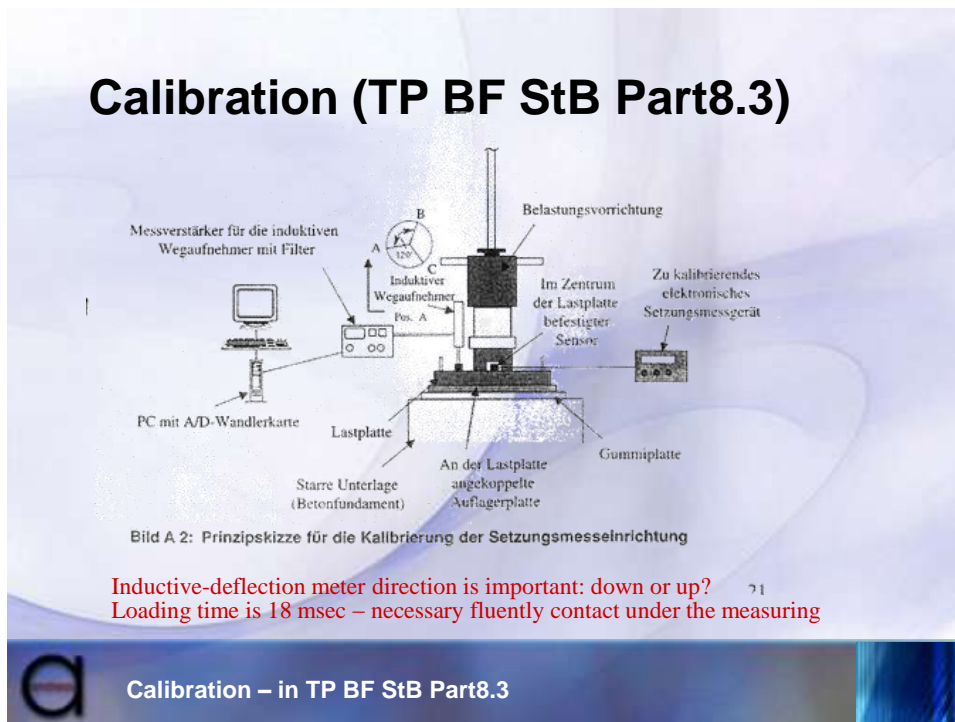 Calibration (TP BF StB Part8.3)
Belastungsvorrichtung
Messverstärker für die induktiven
Wegaufnehmer mit Filter
B
A
120°
C
Induktiver
Wegaufnehmer
Pos. A
Im Zentrum
der Lastplatte
befestigter
Sensor
Zu kalibrierendes
elektronisches
Setzungsmessgerät
PC mit A/D-Wandlerkarte
Lastplatte
Starre Unterlage
(Betonfundament)
An der Lastplatte
angekoppelte
Auflagerplatte
Gummiplatte
Bild A 2: Prinzipskizze für die Kalibrierung der Setzungsmesseinrichtung
Inductive-deflection meter direction is important: down or up?
21
Loading time is 18 msec – necessary fluently contact under the measuring
Calibration – in TP BF StB Part8.3